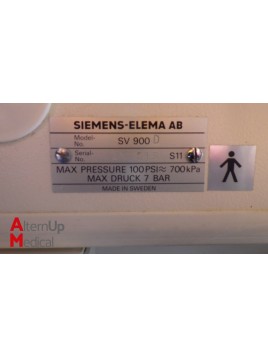 SIEMENS-ELEMA AB
Model-No. SV 900 D
Serial-No. S11
MAX PRESSURE 100 PSI ≈ 700 kPa
MAX DRUCK 7 BAR
MADE IN SWEDEN
AlternUp
Medical